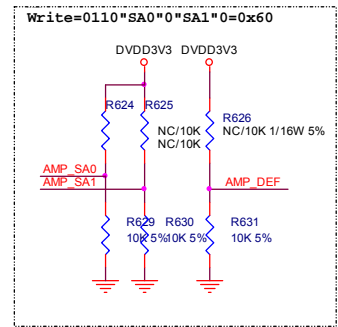 Write=0110"SA0"0"SA1"0=0x60
DVDD3V3 DVDD3V3
R624 R625
R626
NC/10K NC/10K 1/16W 5%
NC/10K
AMP_SA0
AMP_SA1 AMP_DEF
R629 R630 R631
10K 5% 10K 5% 10K 5%